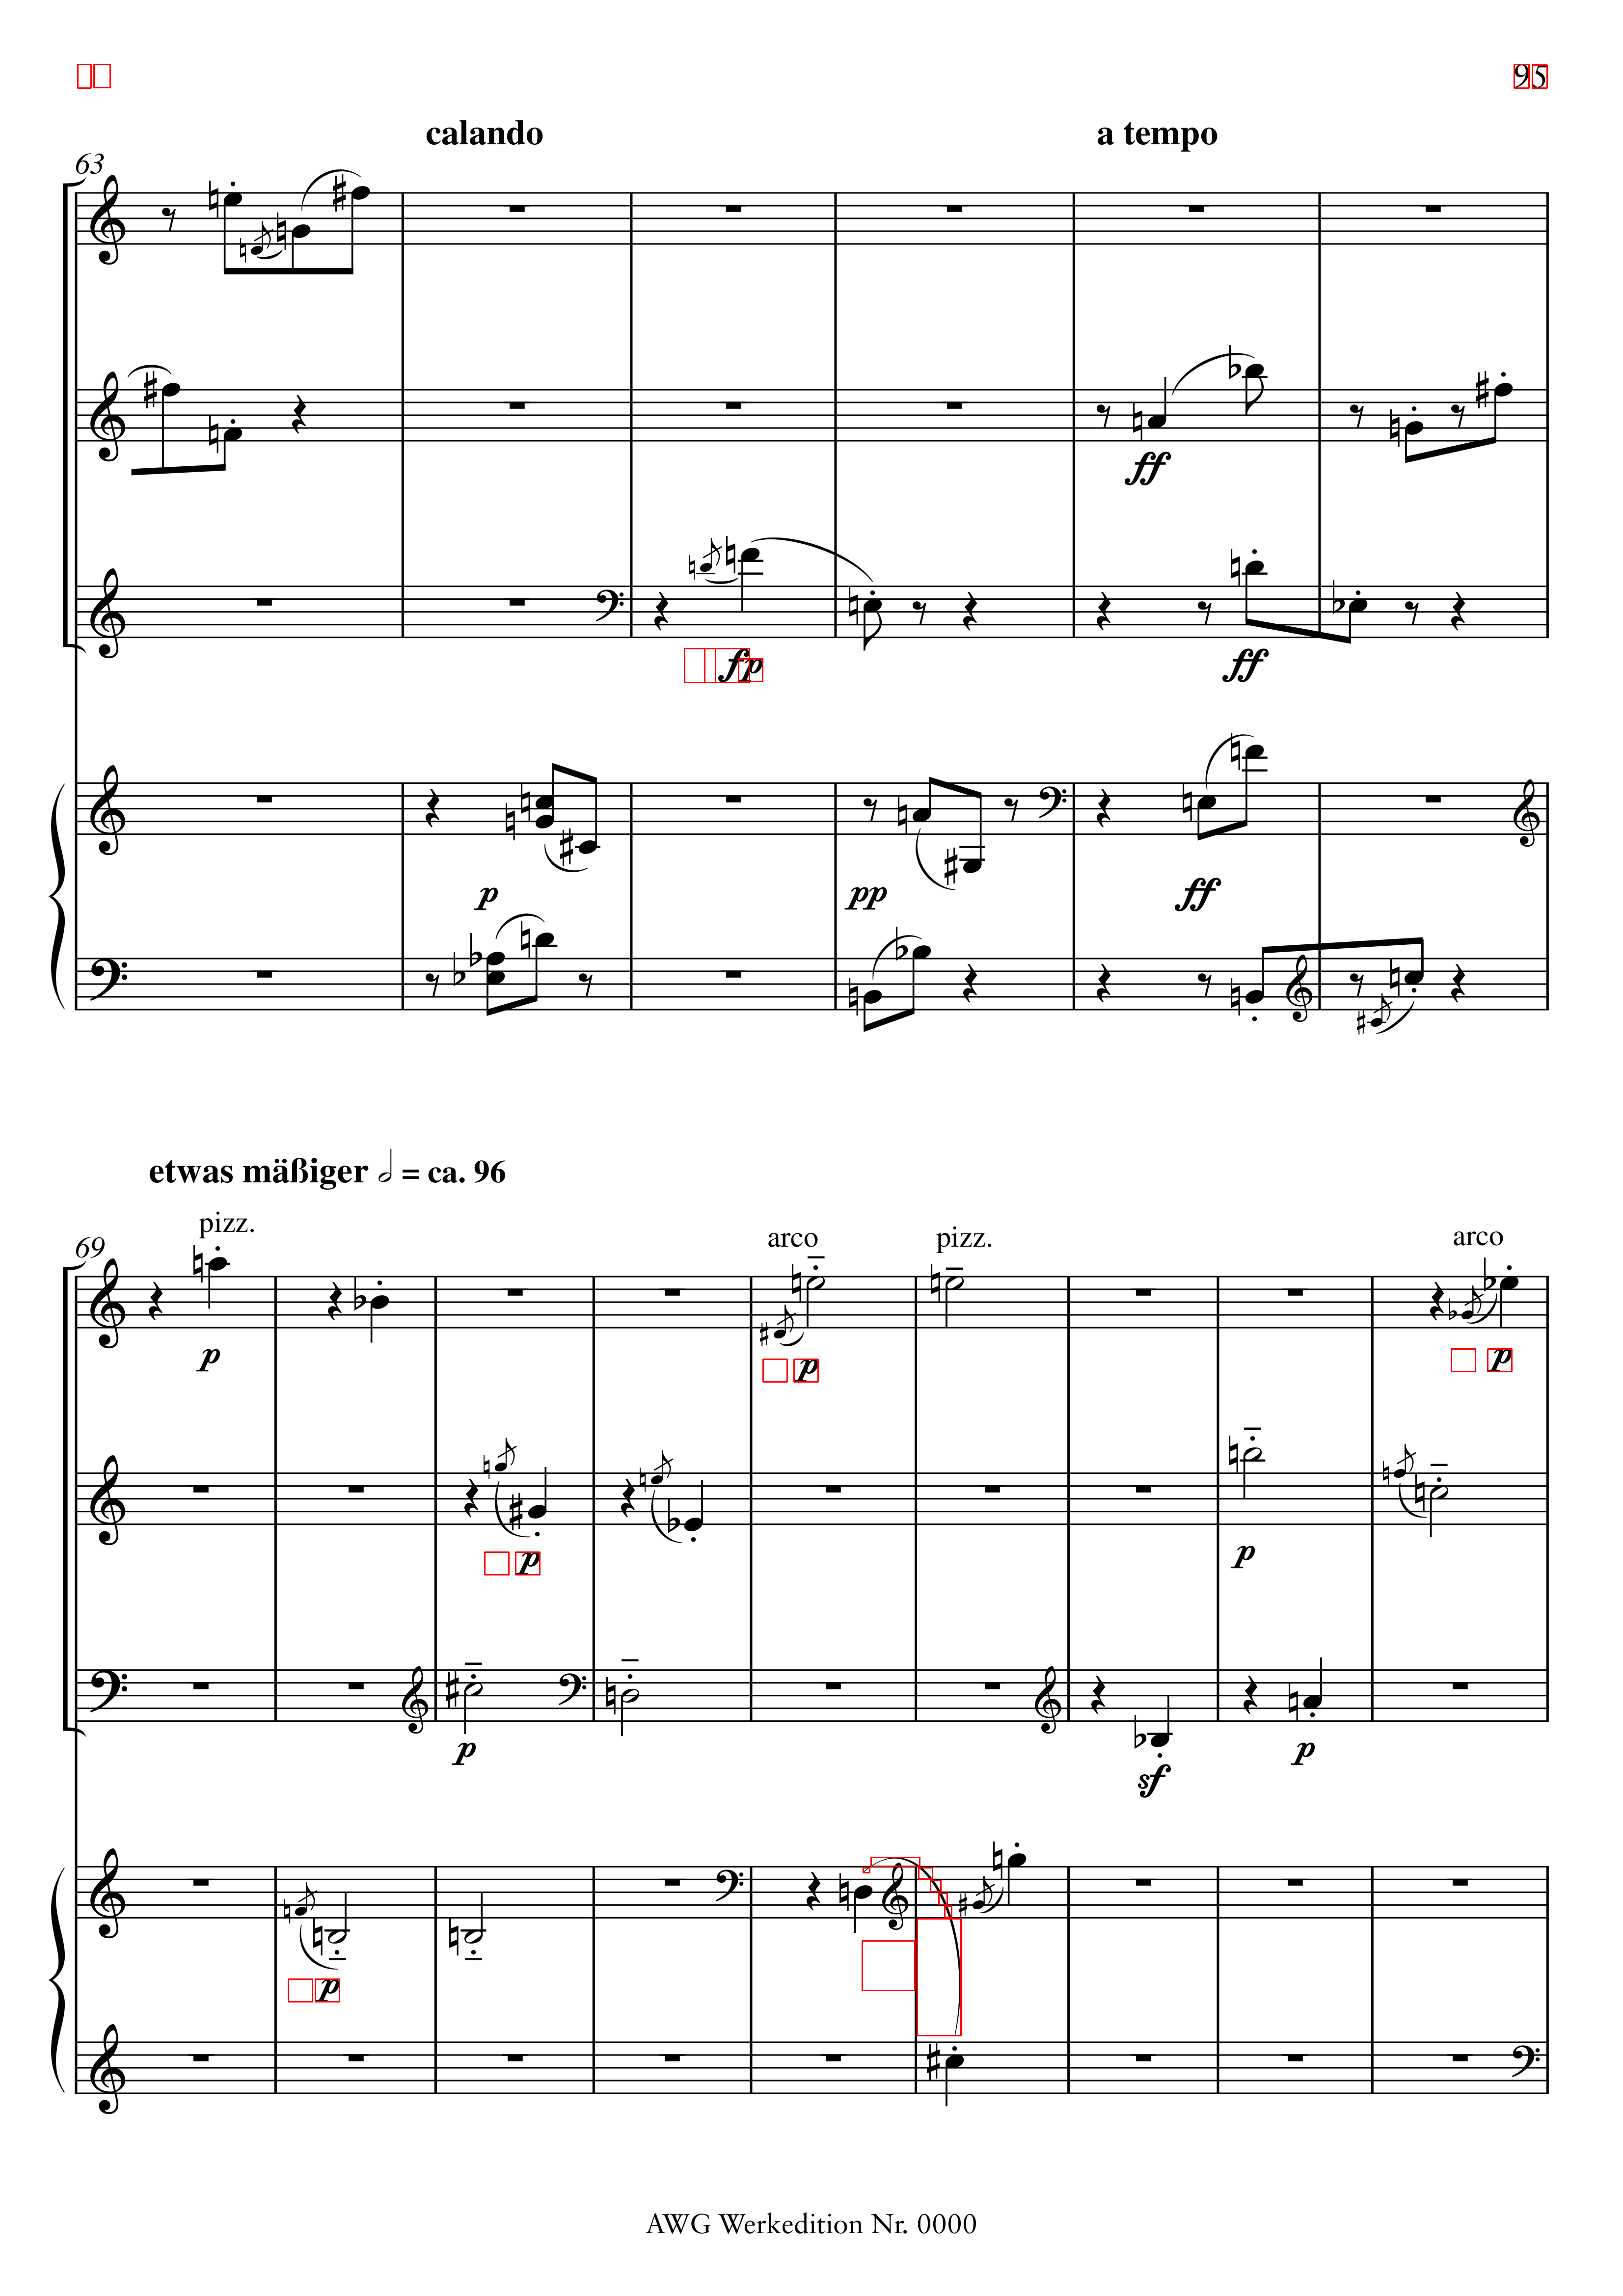 95
calando a tempo
63
ff
fp ff
p pp ff
etwas mäßiger 𝅗𝅥 = ca. 96
pizz. arco pizz. arco
69
p p p
p p
p sf p
p
AWG Werkedition Nr. 0000